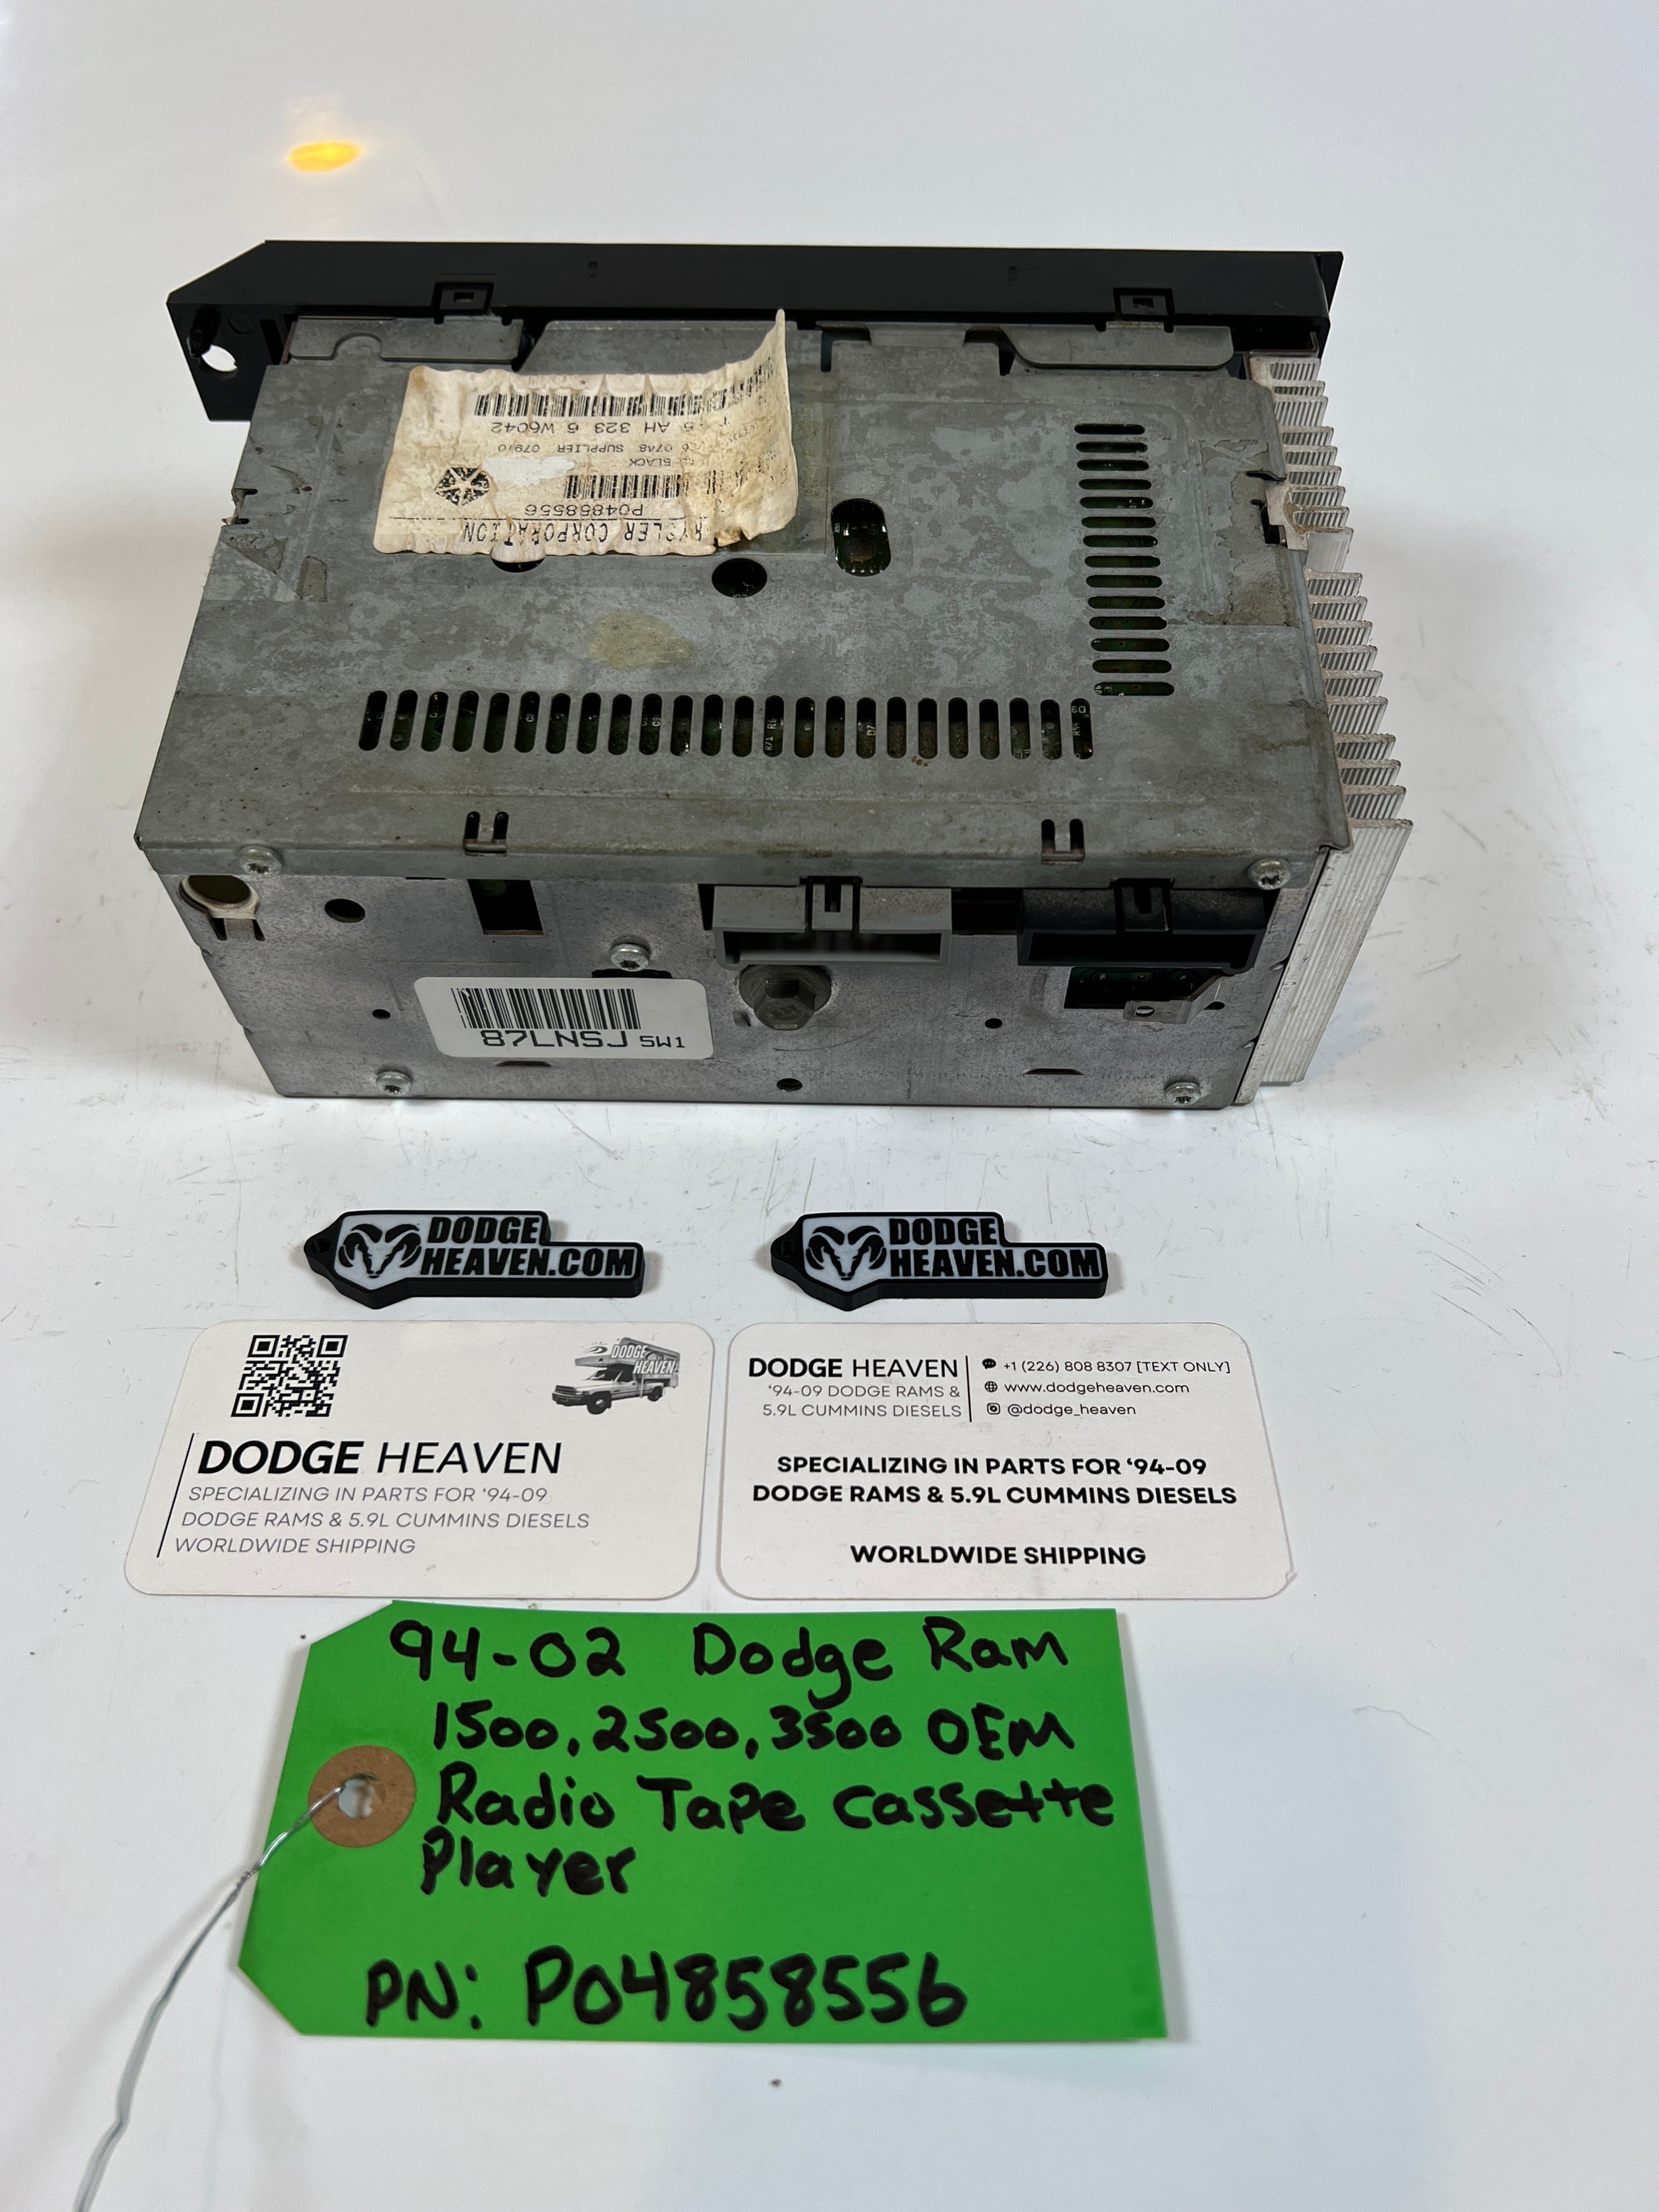 AH 323 6 W6042
0748 SUPPLIER
BLACK
P04858556
CORPORATION
87LNSJ 5W1
DODGE
HEAVEN.COM
DODGE
HEAVEN.COM
DODGE
HEAVEN
DODGE HEAVEN
SPECIALIZING IN PARTS FOR ‘94-09
DODGE RAMS & 5.9L CUMMINS DIESELS
WORLDWIDE SHIPPING
DODGE HEAVEN
'94-09 DODGE RAMS &
5.9L CUMMINS DIESELS
+1 (226) 808 8307 [TEXT ONLY]
www.dodgeheaven.com
@dodge_heaven
SPECIALIZING IN PARTS FOR ‘94-09
DODGE RAMS & 5.9L CUMMINS DIESELS
WORLDWIDE SHIPPING
94-02 Dodge Ram
1500, 2500, 3500 OEM
Radio Tape Cassette
Player
PN: P04858556